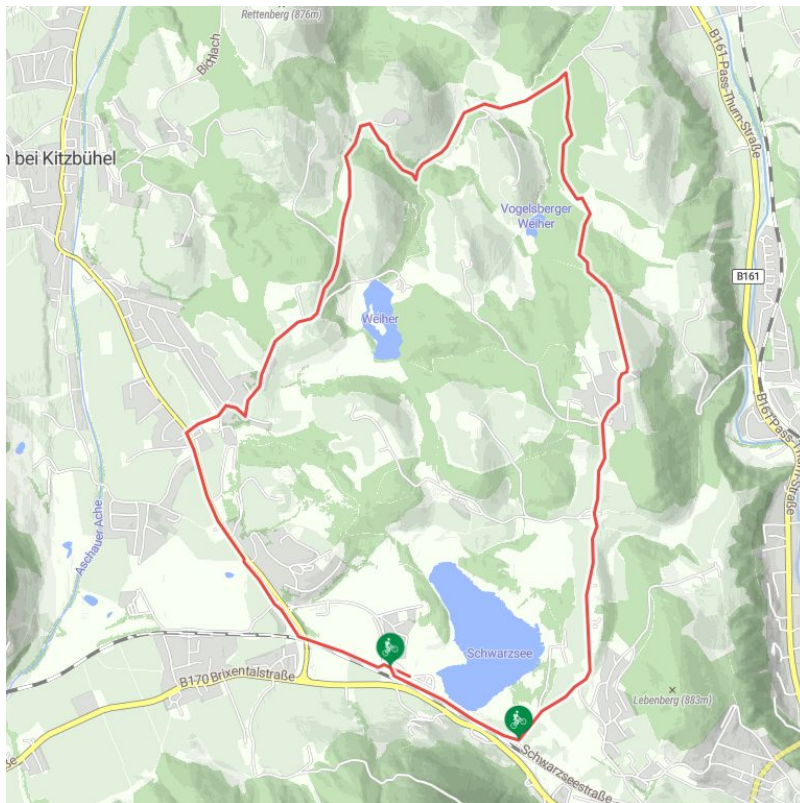 Rettenberg (876m)
Bichlach
B161 Pass-Thurn-Straße
n bei Kitzbühel
Vogelsberger
Weiher
B161
Weiher
B161 Pass-Thurn-Straße
Aschauer Ache
Schwarzsee
B170 Brixentalstraße
Lebenberg (883m)
Schwarzseestraße